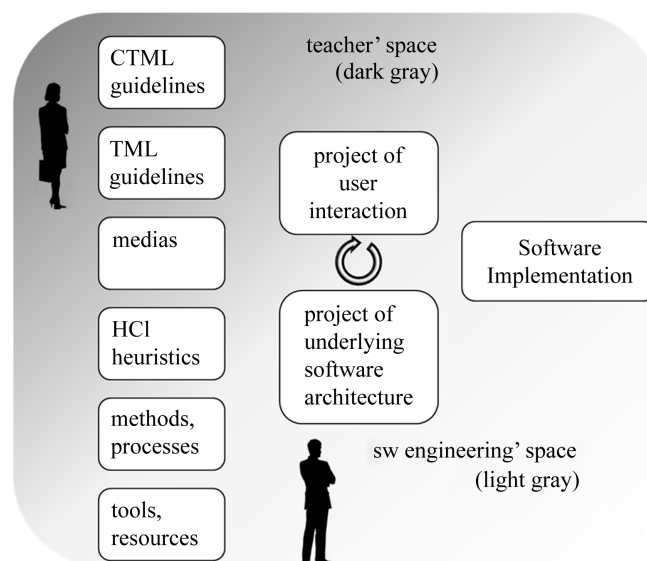 CTML
guidelines
teacher’ space
(dark gray)
TML
guidelines
project of
user
interaction
medias
Software
Implementation
HCl
heuristics
project of
underlying
software
architecture
methods,
processes
sw engineering’ space
(light gray)
tools,
resources